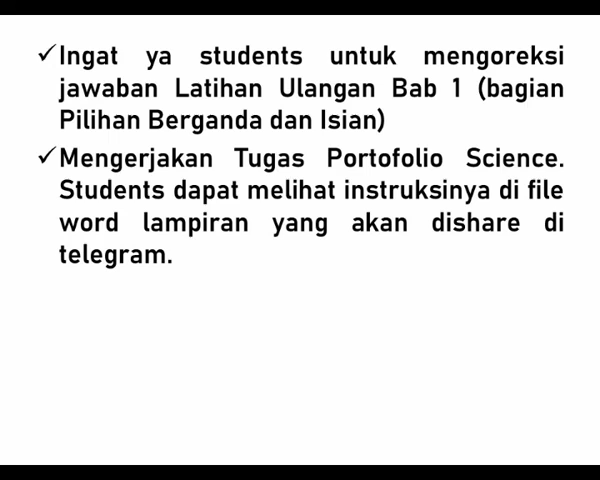 ✓Ingat ya students untuk mengoreksi
jawaban Latihan Ulangan Bab 1 (bagian
Pilihan Berganda dan Isian)
✓Mengerjakan Tugas Portofolio Science.
Students dapat melihat instruksinya di file
word lampiran yang akan dishare di
telegram.